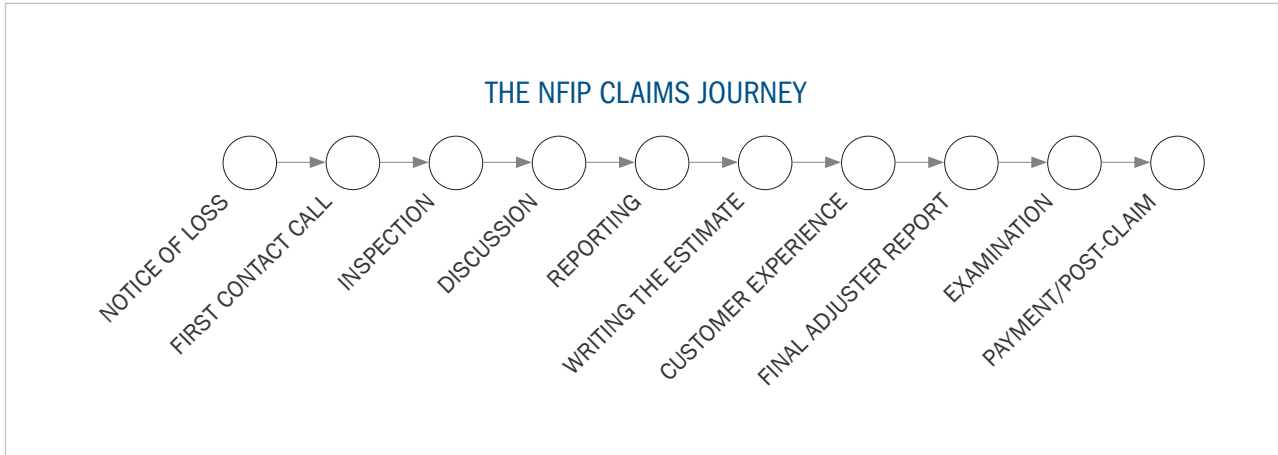 THE NFIP CLAIMS JOURNEY
NOTICE OF LOSS
FIRST CONTACT CALL
INSPECTION
DISCUSSION
REPORTING
WRITING THE ESTIMATE
CUSTOMER EXPERIENCE
FINAL ADJUSTER REPORT
EXAMINATION
PAYMENT/POST-CLAIM